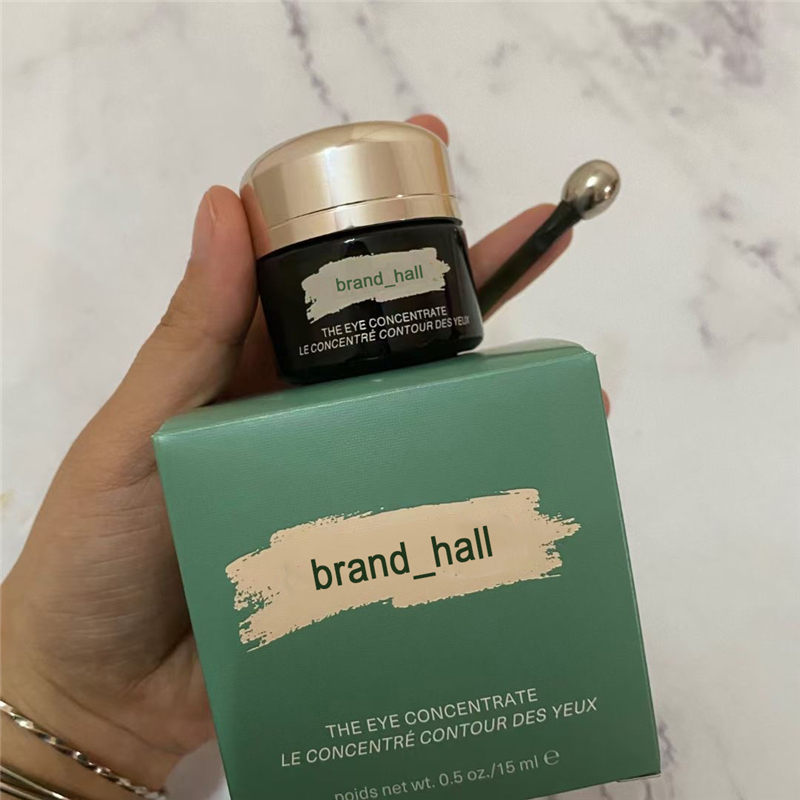 brand_hall
THE EYE CONCENTRATE
LE CONCENTRÉ CONTOUR DES YEUX
brand_hall
THE EYE CONCENTRATE
LE CONCENTRÉ CONTOUR DES YEUX
poids net wt. 0.5 oz./15 ml ℮